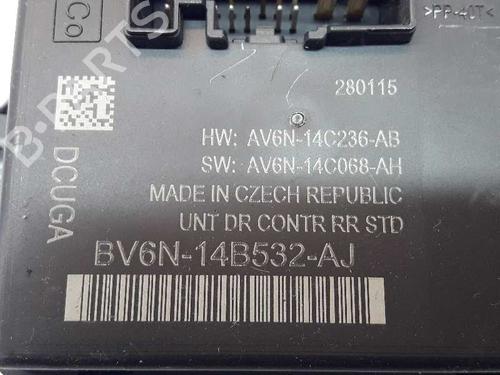 Co
>PP-40T<
280115
HW: AV6N-14C236-AB
SW: AV6N-14C068-AH
MADE IN CZECH REPUBLIC
UNT DR CONTR RR STD
DCUGA
BV6N-14B532-AJ
B-PARTS